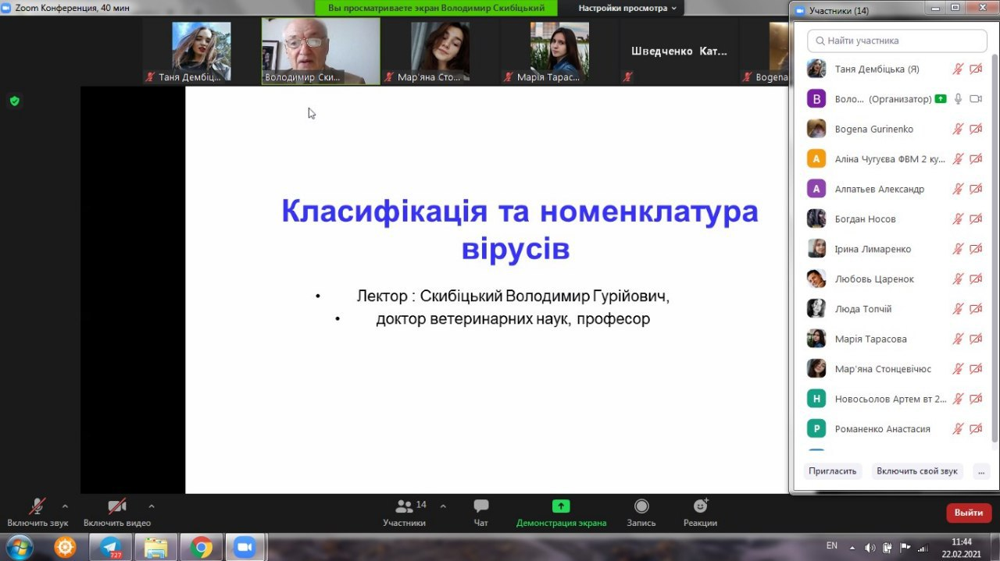 Zoom Конференция, 40 мин
Вы просматриваете экран Володимир Скибіцький
Настройки просмотра
Таня Дембіц...
Володимир Ски...
Мар'яна Сто...
Марія Тарас...
Шведченко Кат...
Bogena
Класифікація та номенклатура
вірусів
• Лектор : Скибіцький Володимир Гурійович,
• доктор ветеринарних наук, професор
Участники (14)
Найти участника
Таня Дембіцька (Я)
В Воло... (Организатор)
Bogena Gurinenko
А Аліна Чугуєва ФВМ 2 ку...
А Алпатьев Александр
Богдан Носов
Ірина Лимаренко
Любовь Царенок
Люда Топчій
Марія Тарасова
Мар'яна Стонцевічюс
Н Новосьолов Артем вт 2...
Р Романенко Анастасия
Пригласить
Включить свой звук
...
Включить звук
Включить видео
14
Участники
Чат
Демонстрация экрана
Запись
Реакции
Выйти
727
EN
11:44
22.02.2021